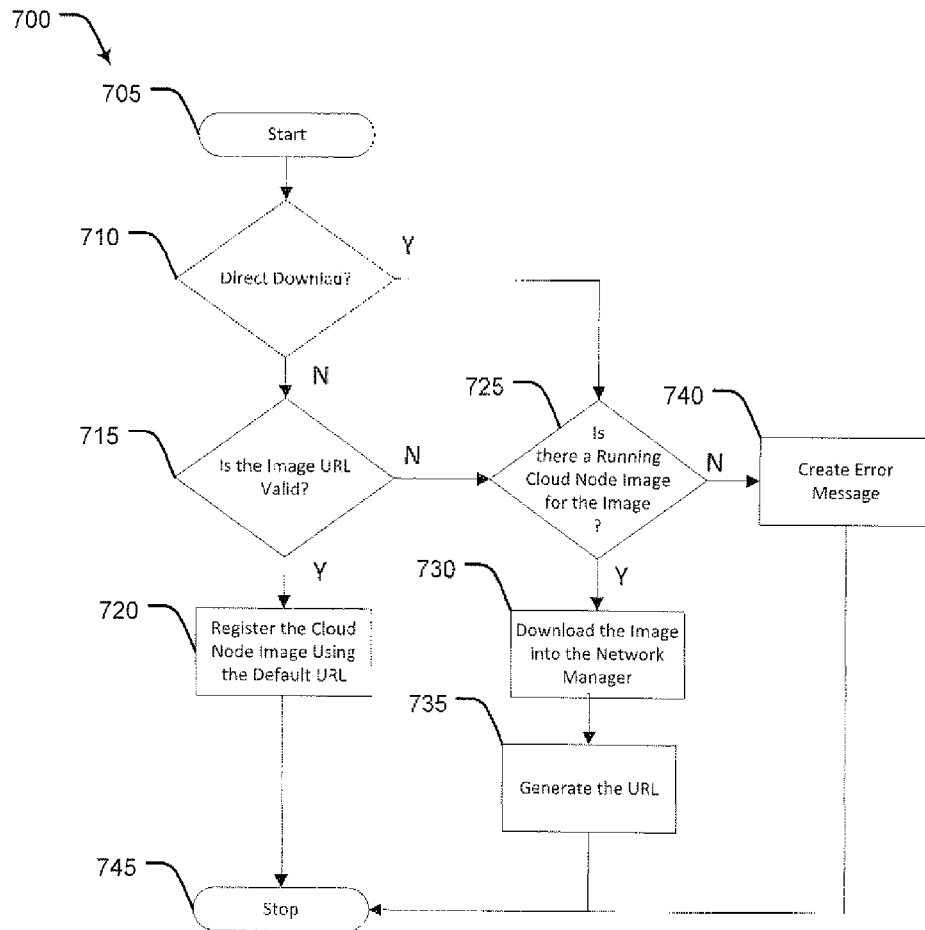 700
705
Start
710
Y
Direct Downlad?
N
725
740
715
Is the Image URL
Valid?
N
Is
there a Running
Cloud Node Image
for the Image
?
N
Create Error
Message
Y
Y
720
730
Register the Cloud
Node Image Using
the Default URL
Download the Image
into the Network
Manager
735
Generate the URL
745
Stop